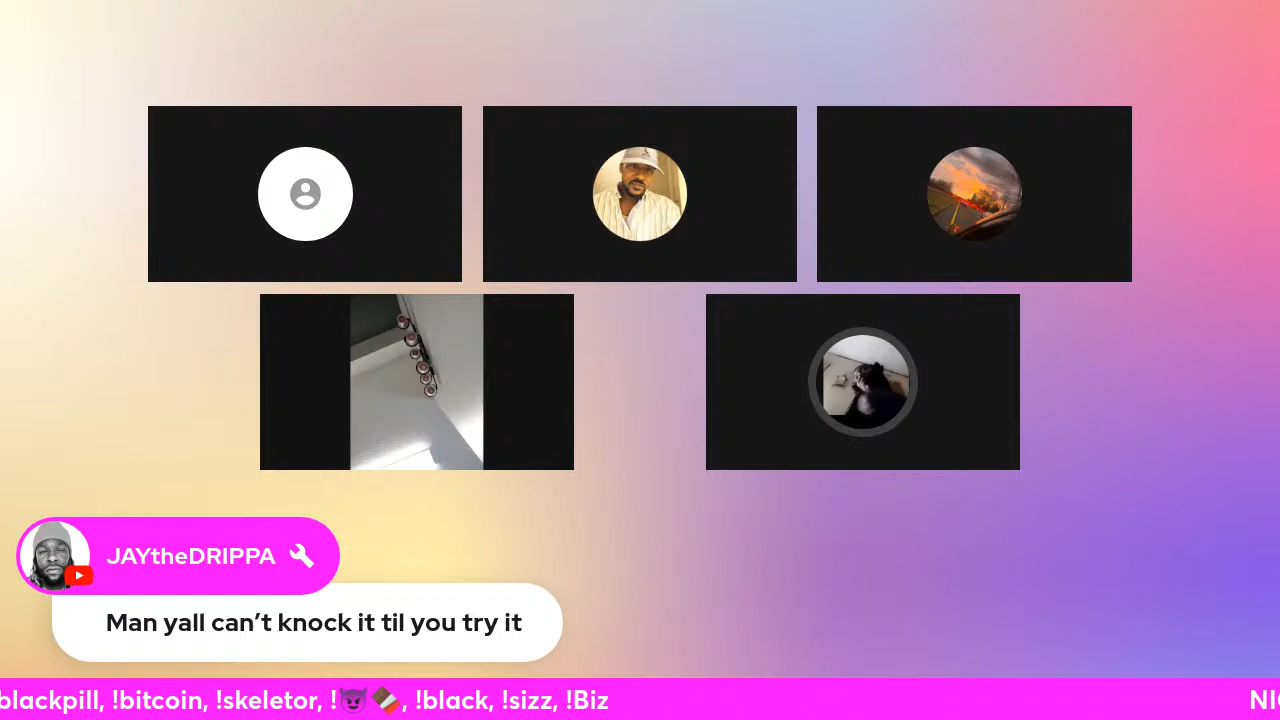 JAYtheDRIPPA
Man yall can’t knock it til you try it
blackpill, !bitcoin, !skeletor, !😈🍫, !black, !sizz, !Biz